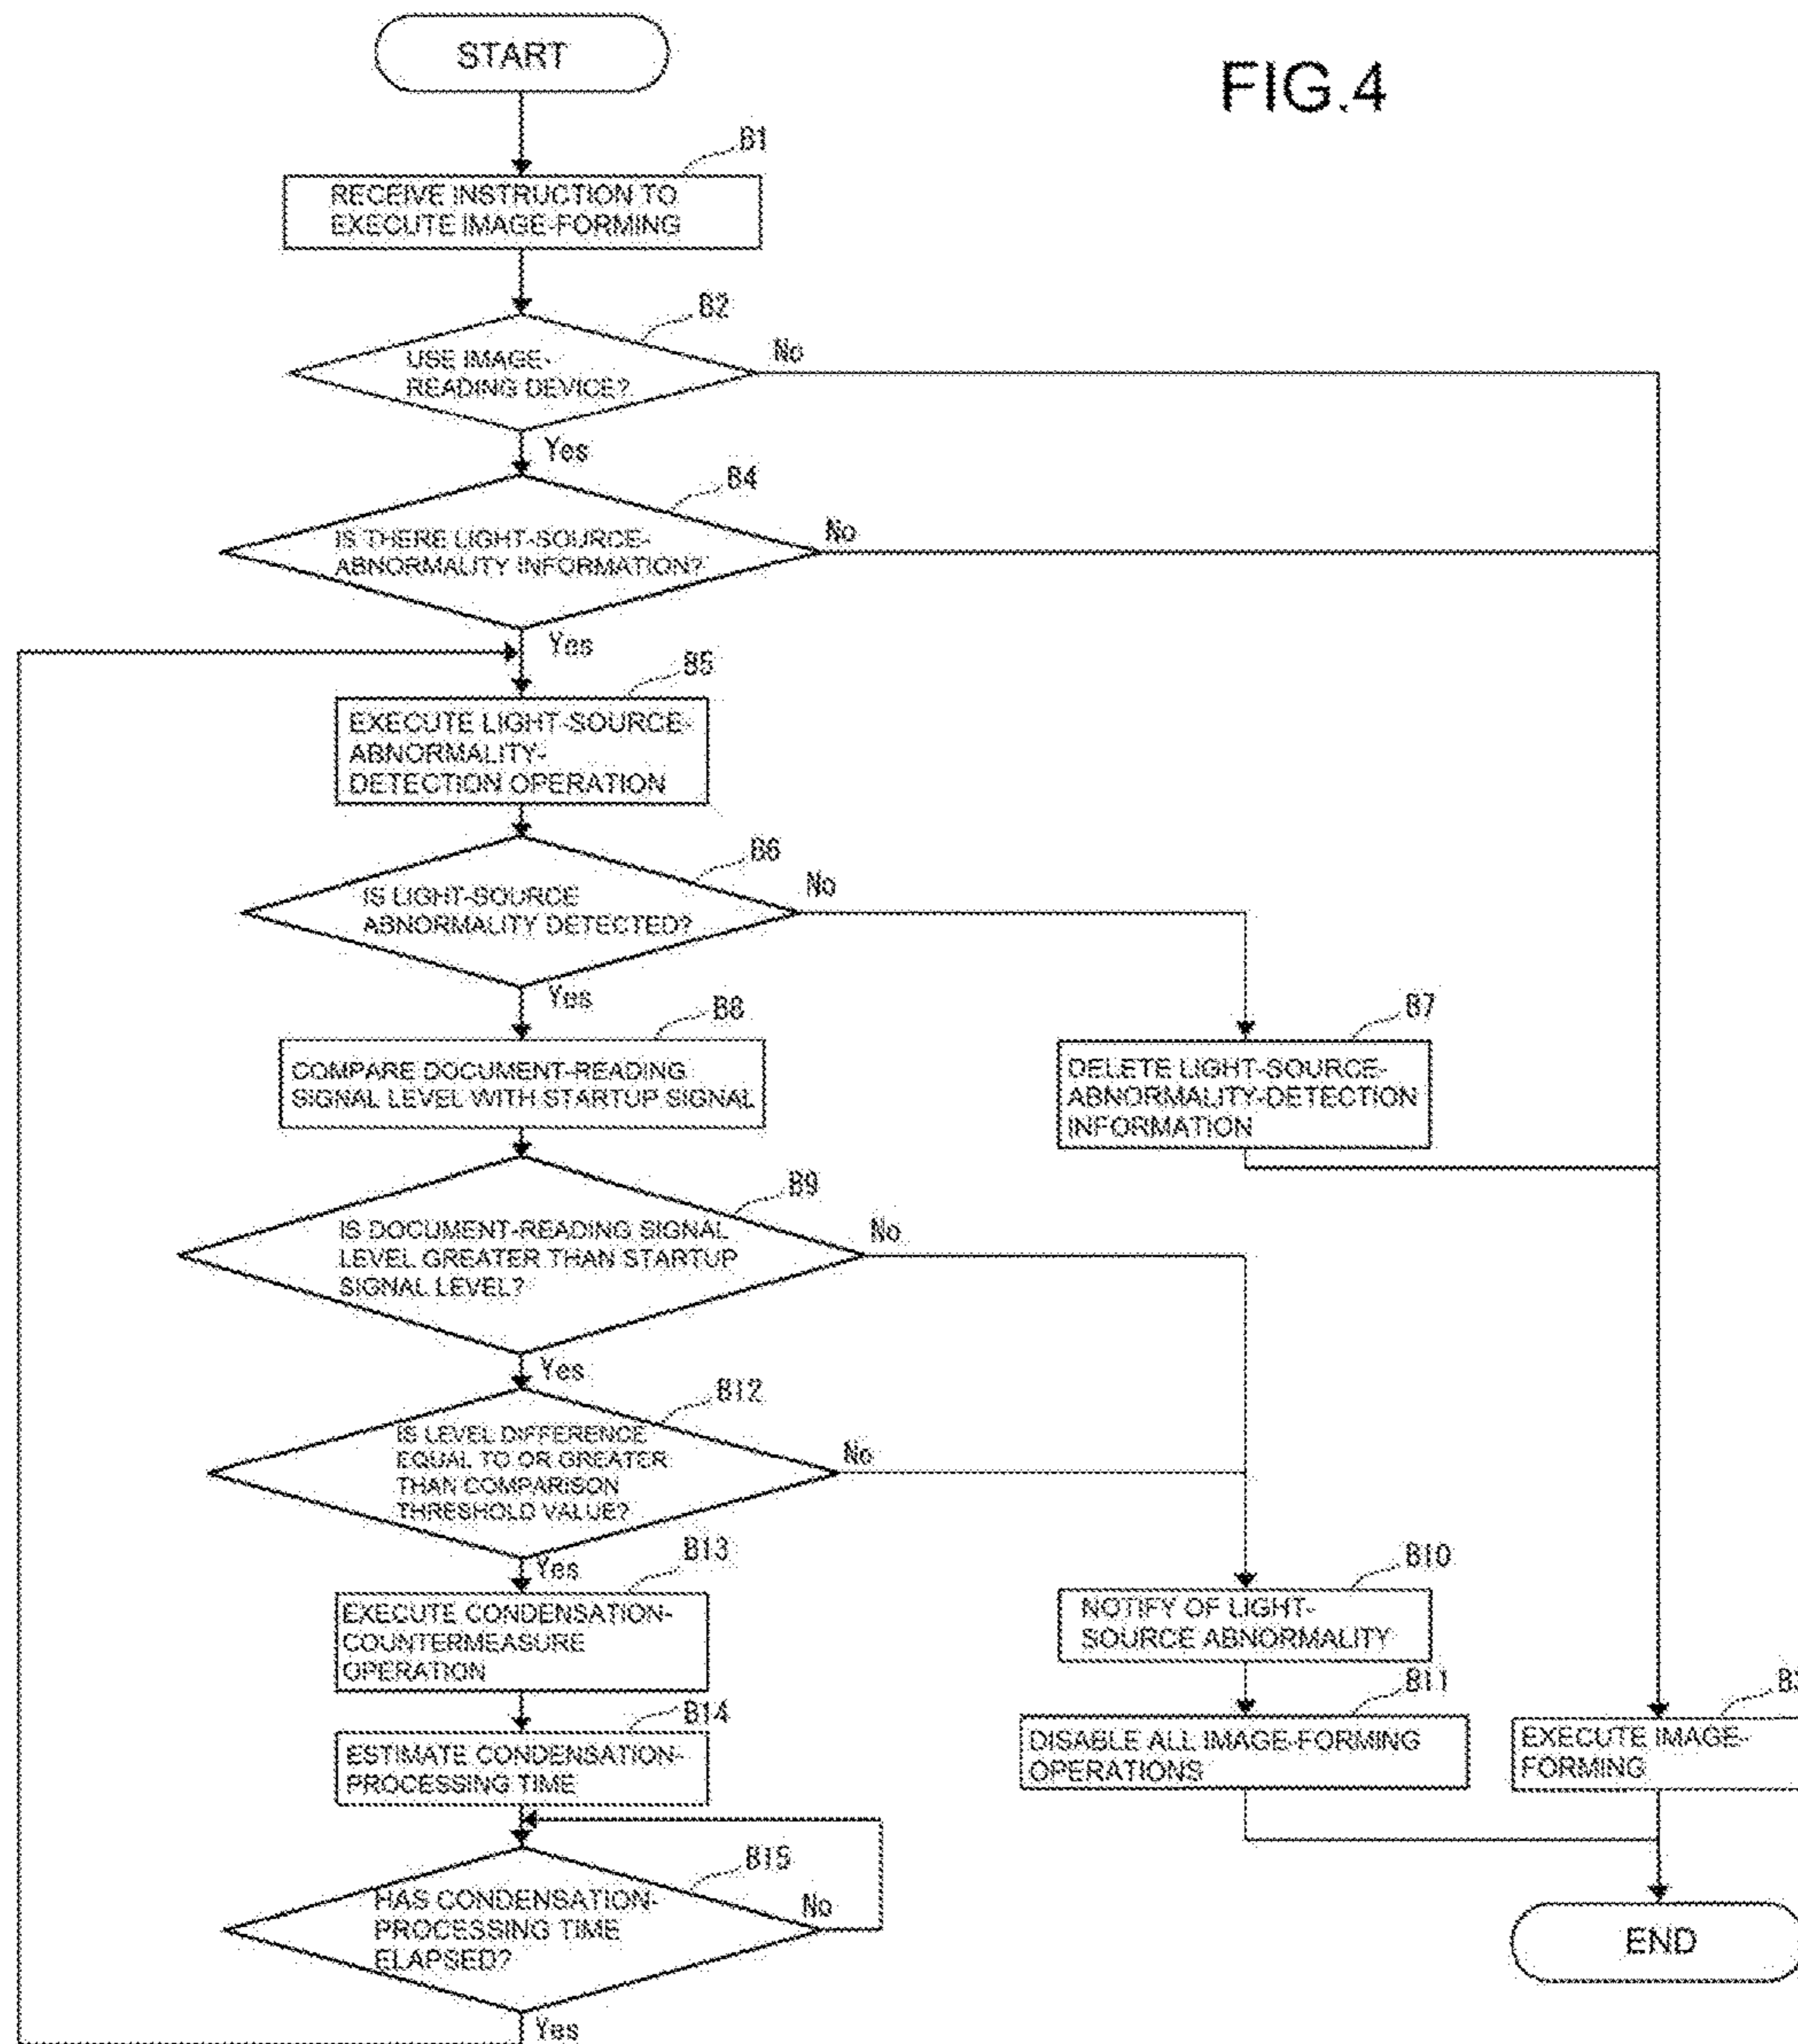 START
FIG.4
B1
RECEIVE INSTRUCTION TO
EXECUTE IMAGE-FORMING
B2
USE IMAGE-
READING DEVICE?
No
Yes
B4
IS THERE LIGHT-SOURCE-
ABNORMALITY INFORMATION?
No
Yes
B5
EXECUTE LIGHT-SOURCE-
ABNORMALITY-
DETECTION OPERATION
B6
IS LIGHT-SOURCE
ABNORMALITY DETECTED?
No
Yes
B8
COMPARE DOCUMENT-READING
SIGNAL LEVEL WITH STARTUP SIGNAL
B7
DELETE LIGHT-SOURCE-
ABNORMALITY-DETECTION
INFORMATION
B9
IS DOCUMENT-READING SIGNAL
LEVEL GREATER THAN STARTUP
SIGNAL LEVEL?
No
Yes
B12
IS LEVEL DIFFERENCE
EQUAL TO OR GREATER
THAN COMPARISON
THRESHOLD VALUE?
No
Yes
B13
EXECUTE CONDENSATION-
COUNTERMEASURE
OPERATION
B10
NOTIFY OF LIGHT-
SOURCE ABNORMALITY
B14
ESTIMATE CONDENSATION-
PROCESSING TIME
B11
DISABLE ALL IMAGE-FORMING
OPERATIONS
B3
EXECUTE IMAGE-
FORMING
B15
HAS CONDENSATION-
PROCESSING TIME
ELAPSED?
No
Yes
END